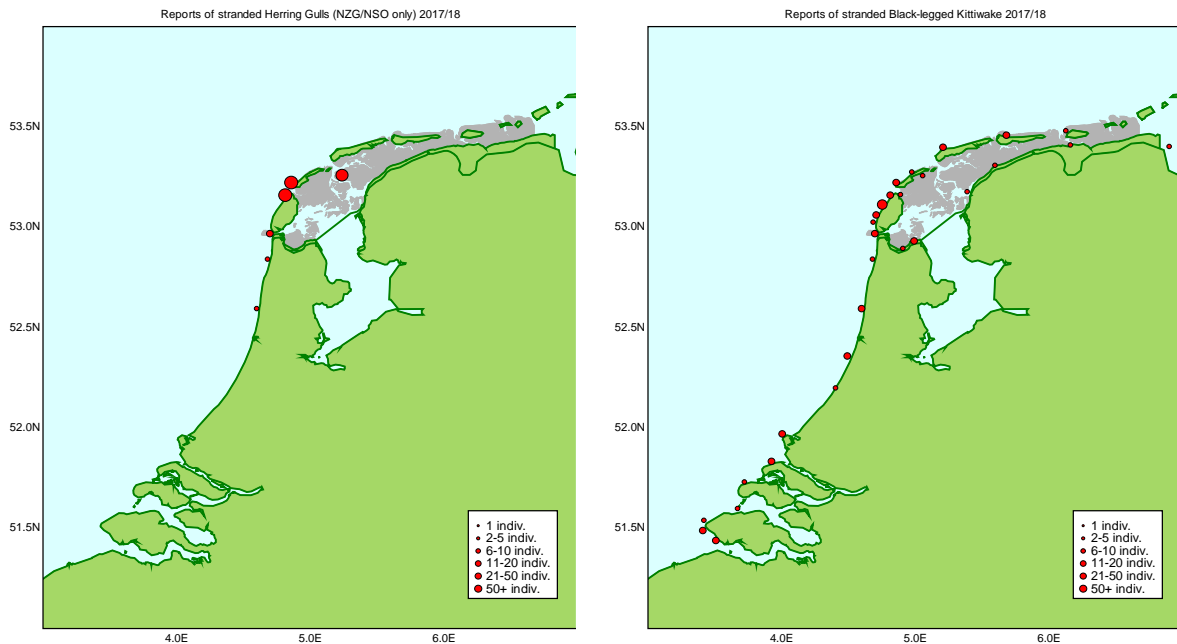 Reports of stranded Herring Gulls (NZG/NSO only) 2017/18
53.5N
53.0N
52.5N
52.0N
51.5N
4.0E 5.0E 6.0E
1 indiv.
2-5 indiv.
6-10 indiv.
11-20 indiv.
21-50 indiv.
50+ indiv.
Reports of stranded Black-legged Kittiwake 2017/18
53.5N
53.0N
52.5N
52.0N
51.5N
4.0E 5.0E 6.0E
1 indiv.
2-5 indiv.
6-10 indiv.
11-20 indiv.
21-50 indiv.
50+ indiv.